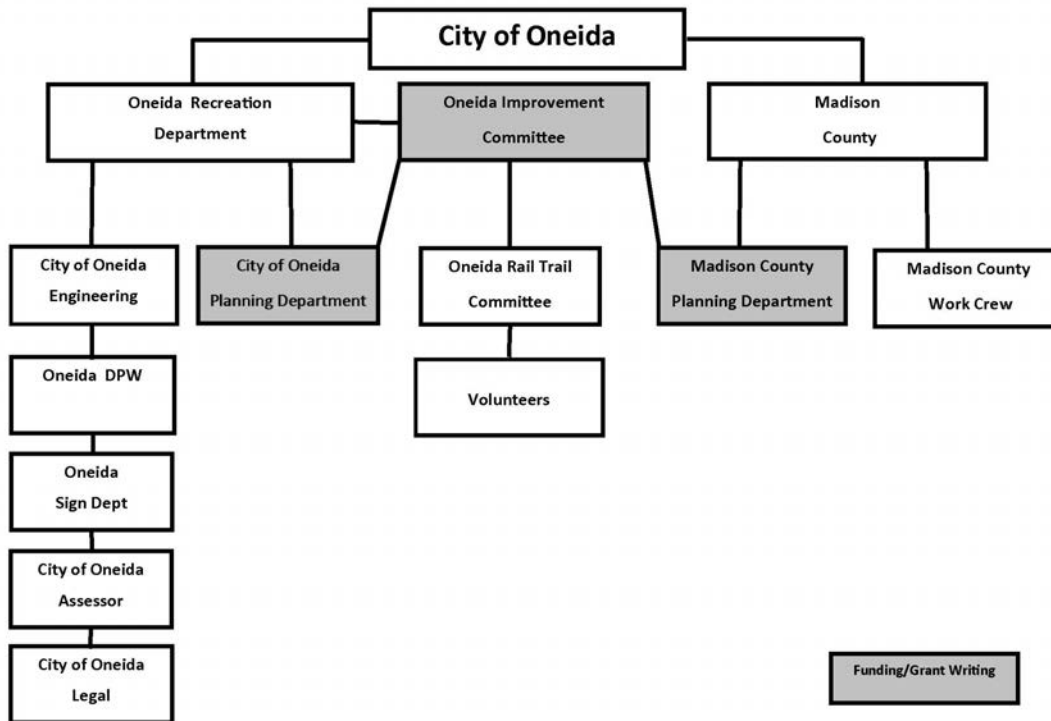 City of Oneida
Oneida Recreation
Department
Oneida Improvement
Committee
Madison
County
City of Oneida
Engineering
City of Oneida
Planning Department
Oneida Rail Trail
Committee
Madison County
Planning Department
Madison County
Work Crew
Oneida DPW
Volunteers
Oneida
Sign Dept
City of Oneida
Assessor
City of Oneida
Legal
Funding/Grant Writing